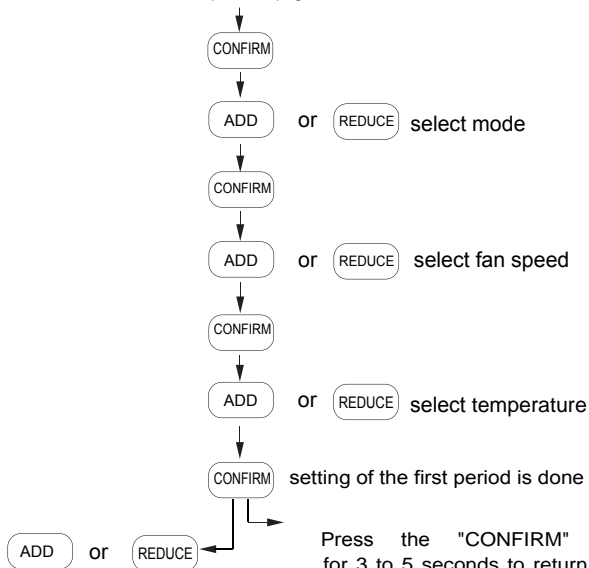 CONFIRM
ADD or REDUCE select mode
CONFIRM
ADD or REDUCE select fan speed
CONFIRM
ADD or REDUCE select temperature
CONFIRM setting of the first period is done
ADD or REDUCE
Press the "CONFIRM"
for 3 to 5 seconds to return